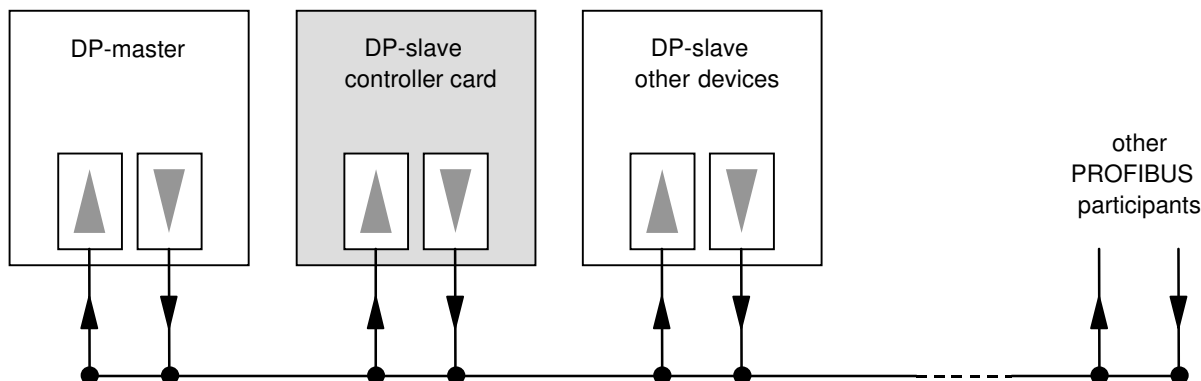 DP-master
DP-slave
controller card
DP-slave
other devices
other
PROFIBUS
participants